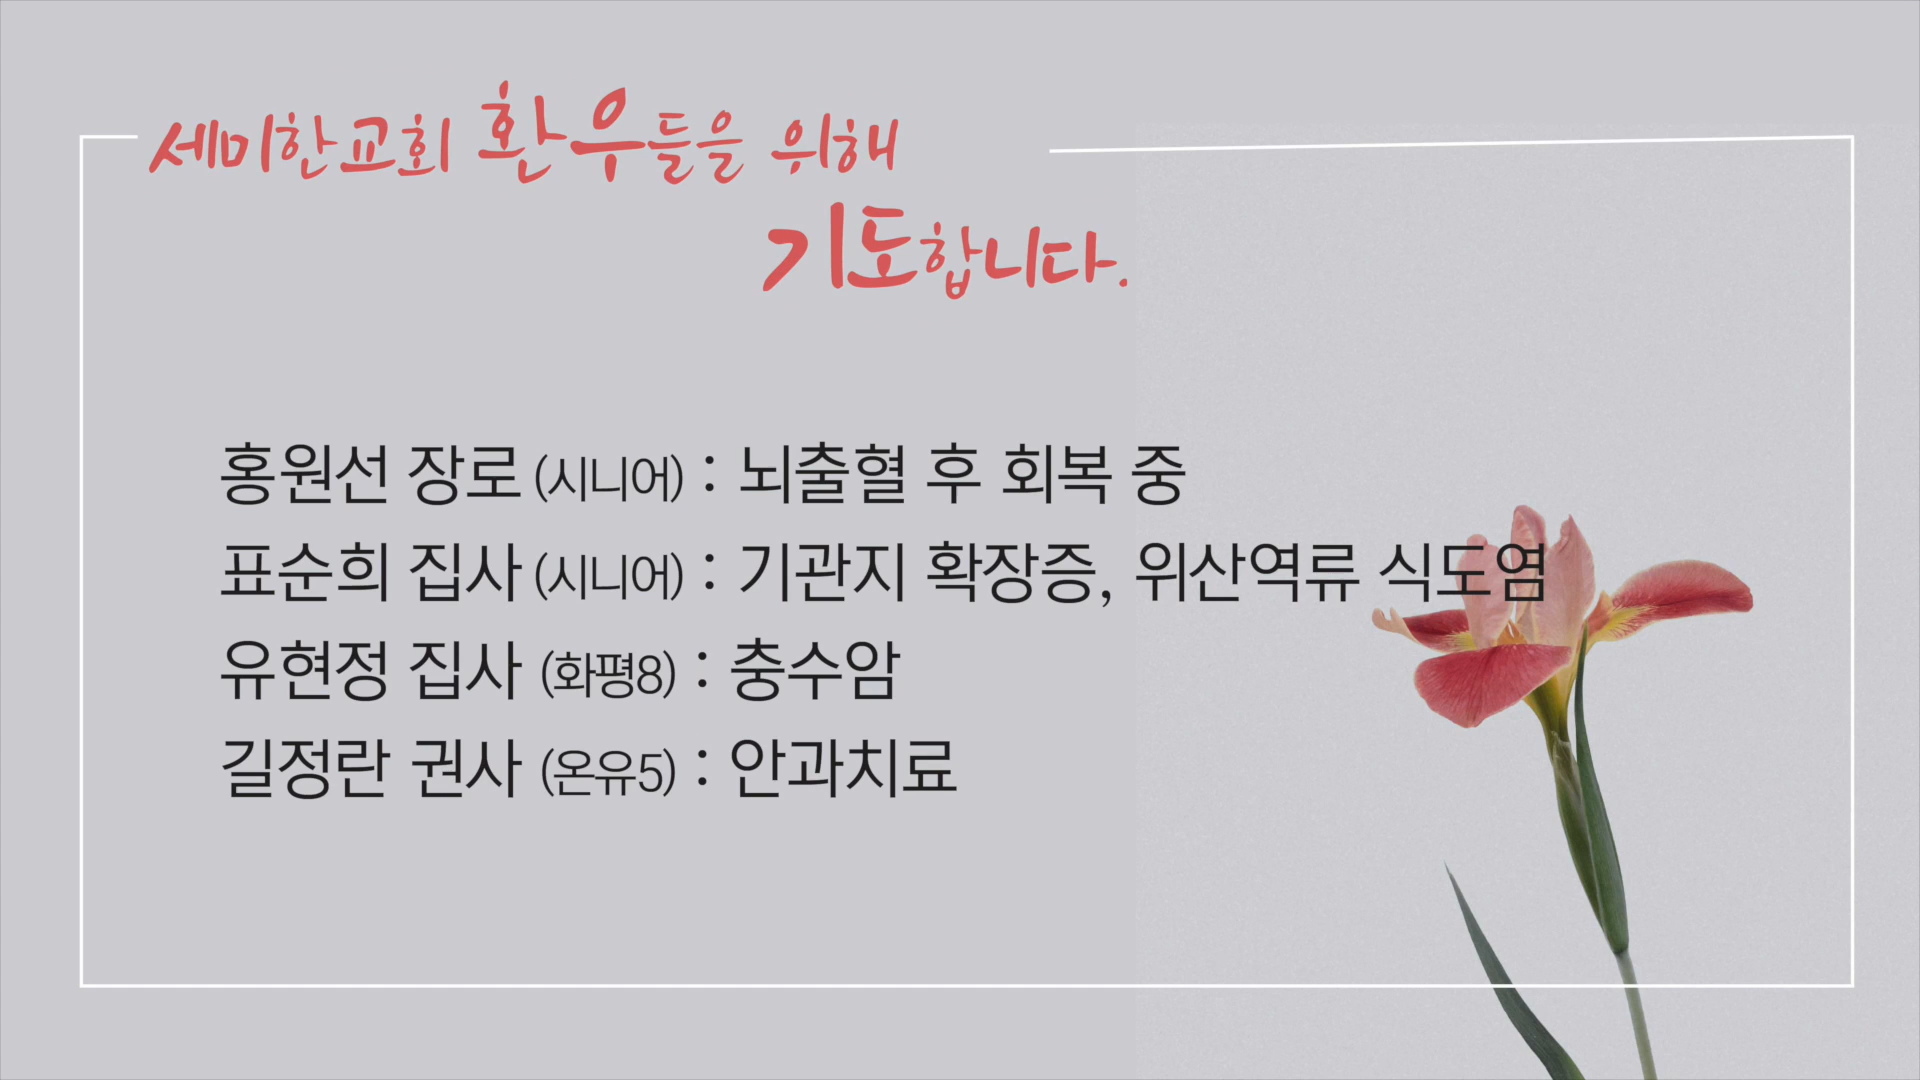 세미한교회 환우들을 위해
기도합니다.
홍원선 장로 (시니어) : 뇌출혈 후 회복 중
표순희 집사 (시니어) : 기관지 확장증, 위산역류 식도염
유현정 집사 (화평8) : 충수암
길정란 권사 (온유5) : 안과치료